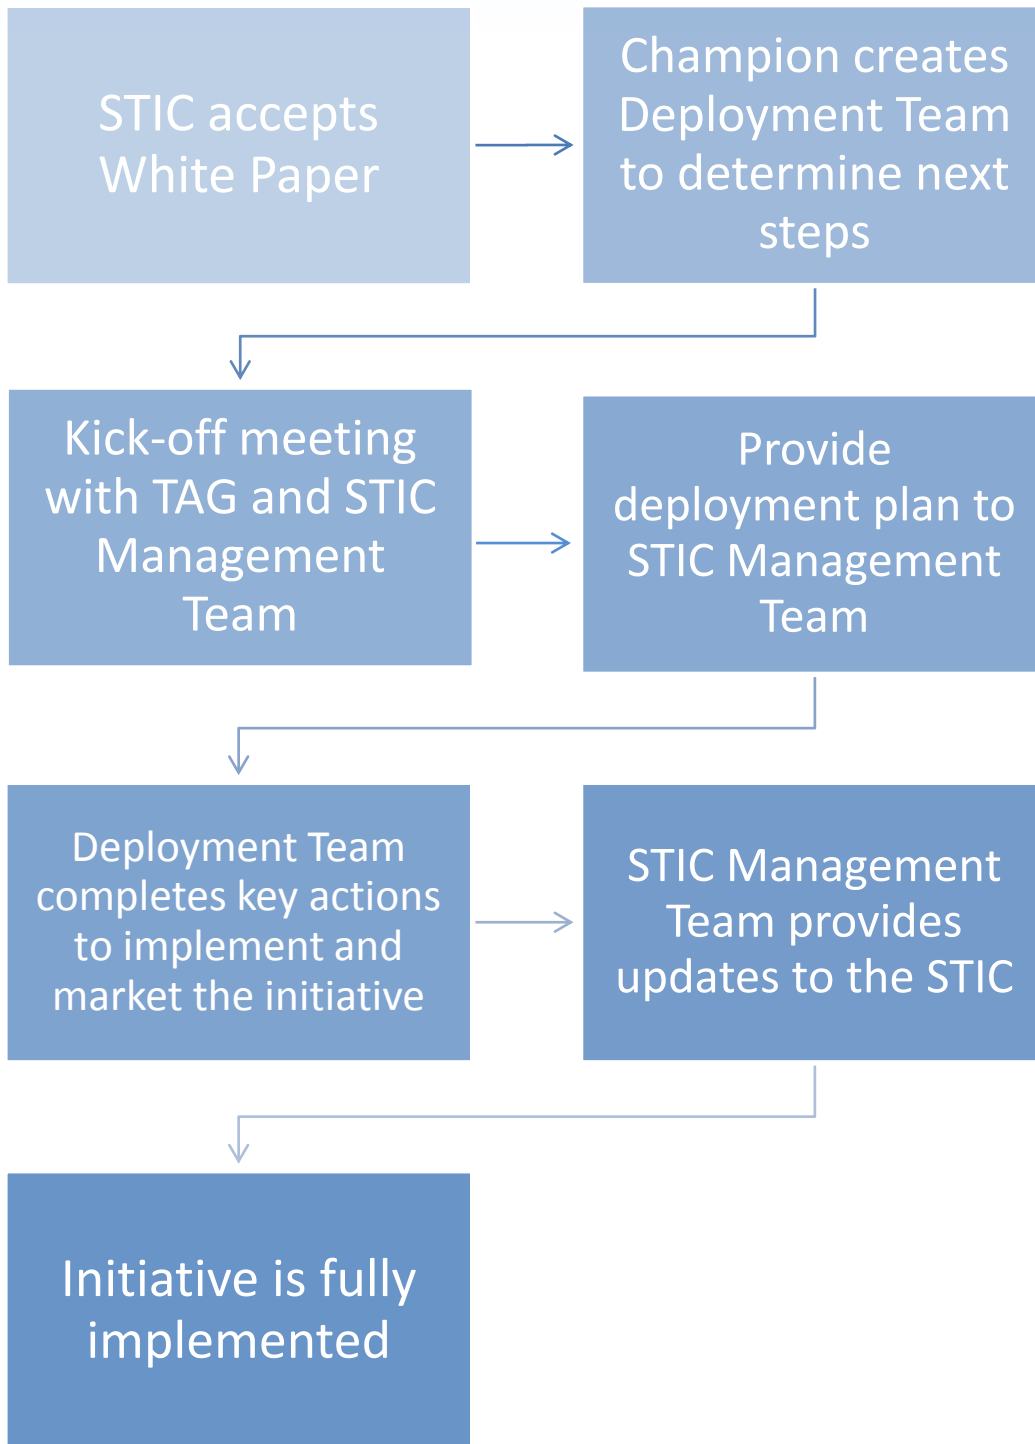 STIC accepts
White Paper
Champion creates
Deployment Team
to determine next
steps
Kick-off meeting
with TAG and STIC
Management
Team
Provide
deployment plan to
STIC Management
Team
Deployment Team
completes key actions
to implement and
market the initiative
STIC Management
Team provides
updates to the STIC
Initiative is fully
implemented